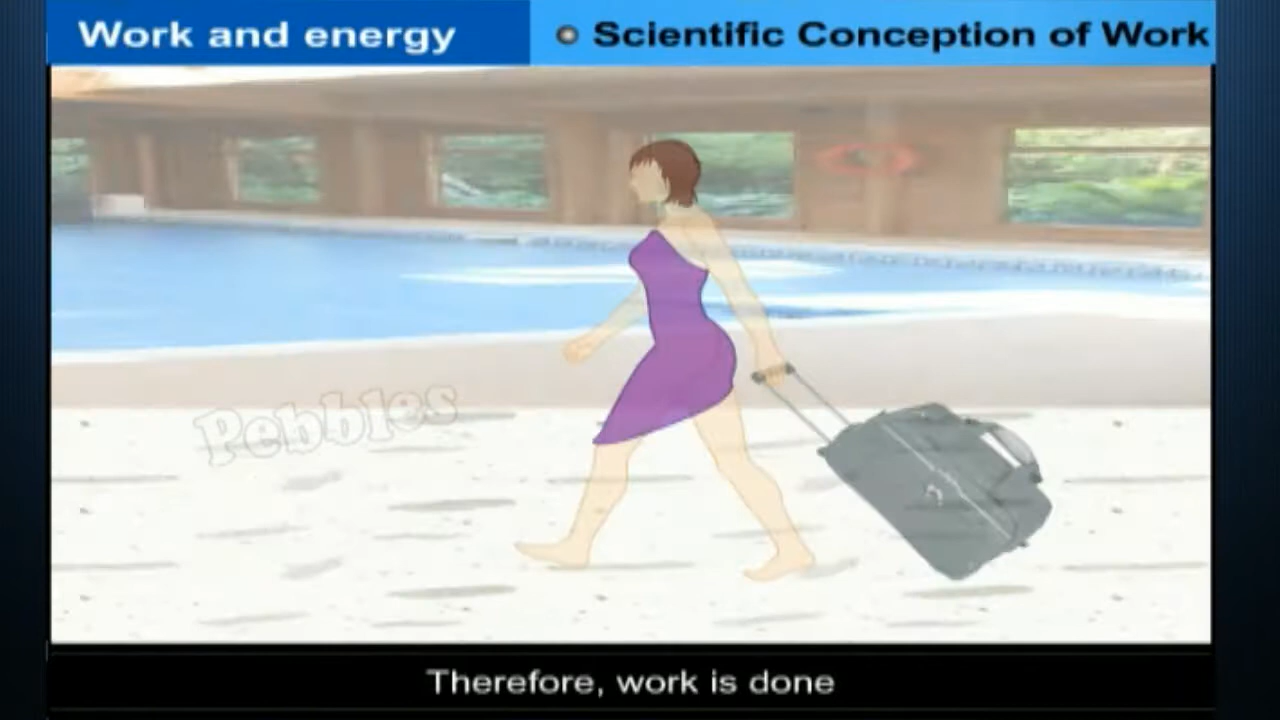 Work and energy
Scientific Conception of Work
Pebbles
Therefore, work is done